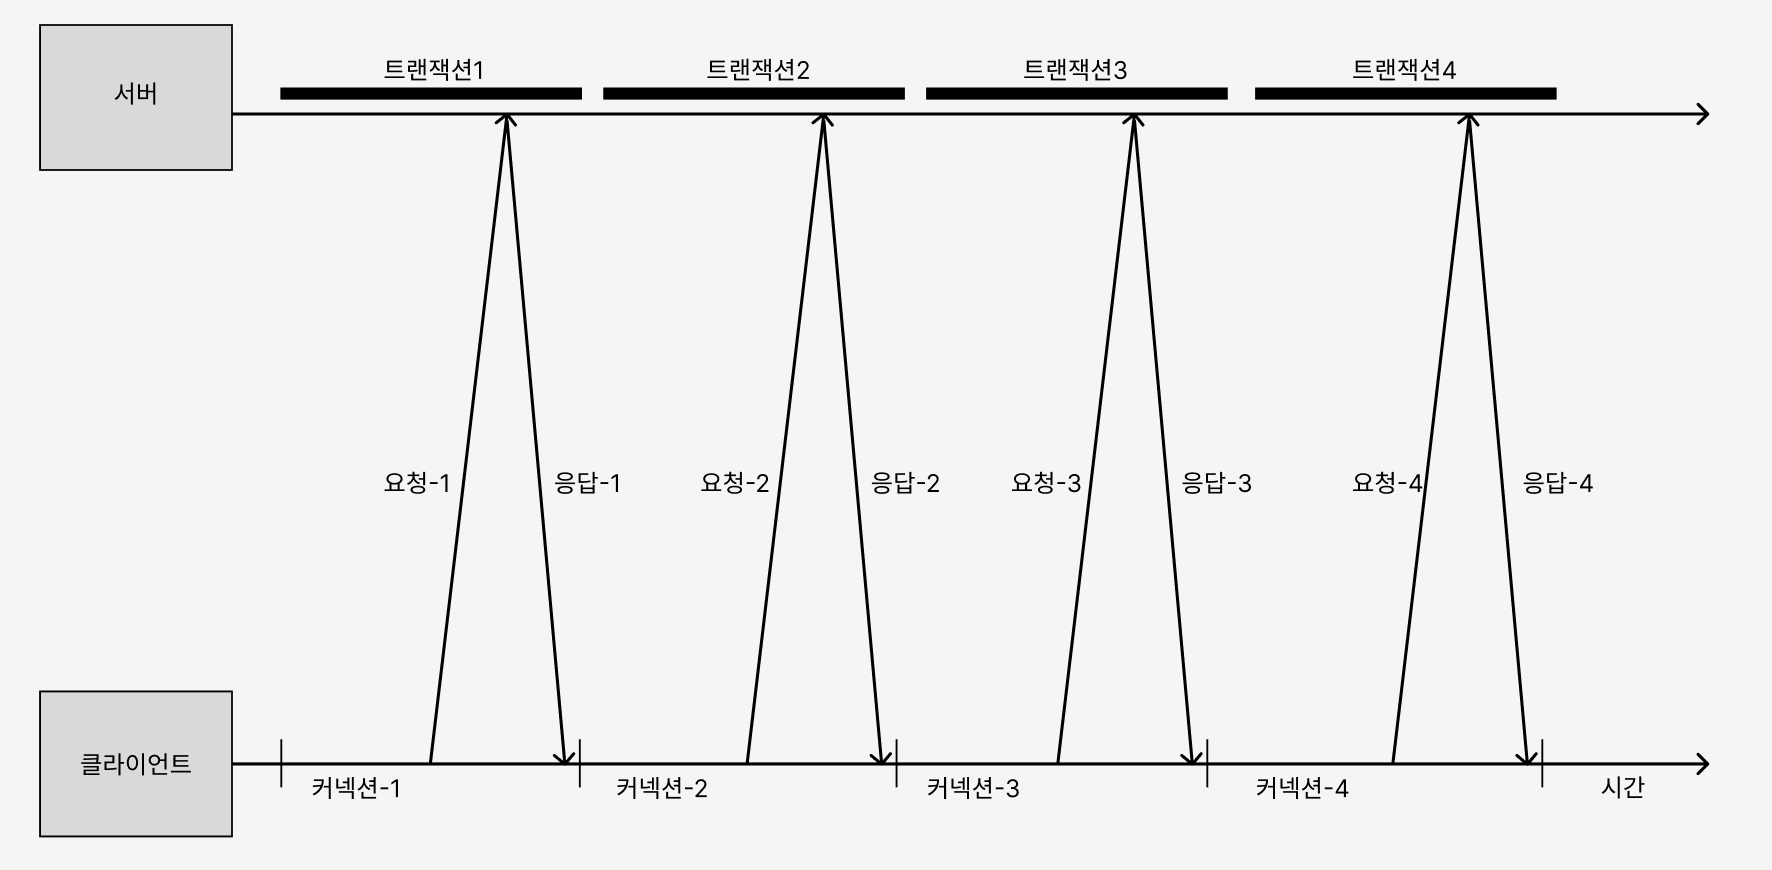 트랜잭션1
트랜잭션2
트랜잭션3
트랜잭션4
서버
요청-1
응답-1
요청-2
응답-2
요청-3
응답-3
요청-4
응답-4
클라이언트
커넥션-1
커넥션-2
커넥션-3
커넥션-4
시간